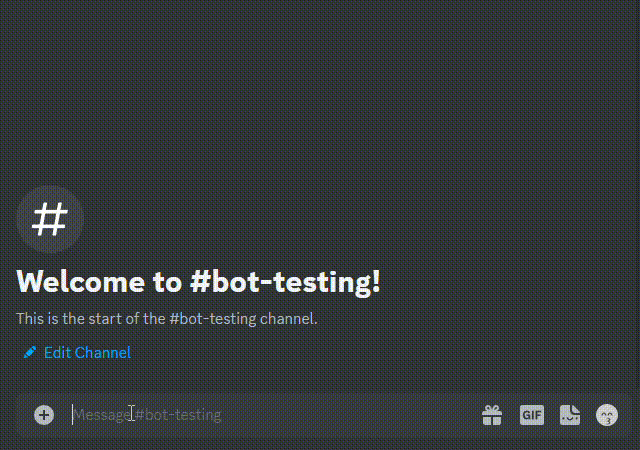 #
Welcome to #bot-testing!
This is the start of the #bot-testing channel.
Edit Channel
Message #bot-testing
GIF